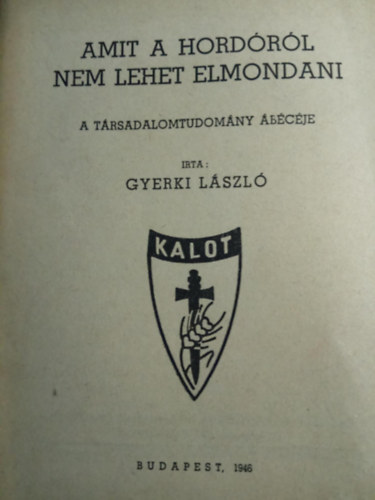 AMIT A HORDÓRÓL
NEM LEHET ELMONDANI
A TÁRSADALOMTUDOMÁNY ÁBÉCÉJE
IRTA:
GYERKI LÁSZLÓ
KALOT
BUDAPEST, 1946